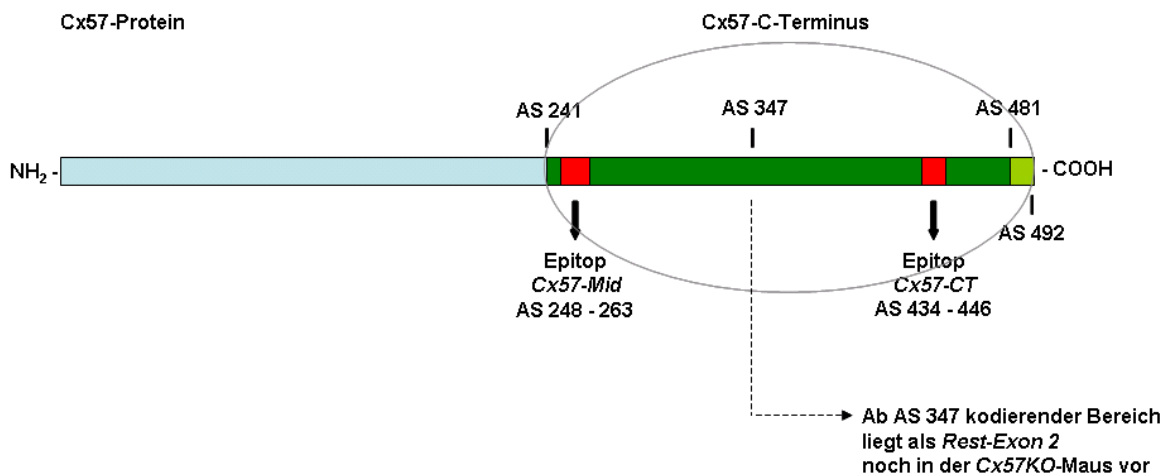 Cx57-Protein
Cx57-C-Terminus
AS 241
AS 347
AS 481
NH2 -
- COOH
AS 492
Epitop
Cx57-Mid
AS 248 - 263
Epitop
Cx57-CT
AS 434 - 446
Ab AS 347 kodierender Bereich
liegt als Rest-Exon 2
noch in der Cx57KO-Maus vor